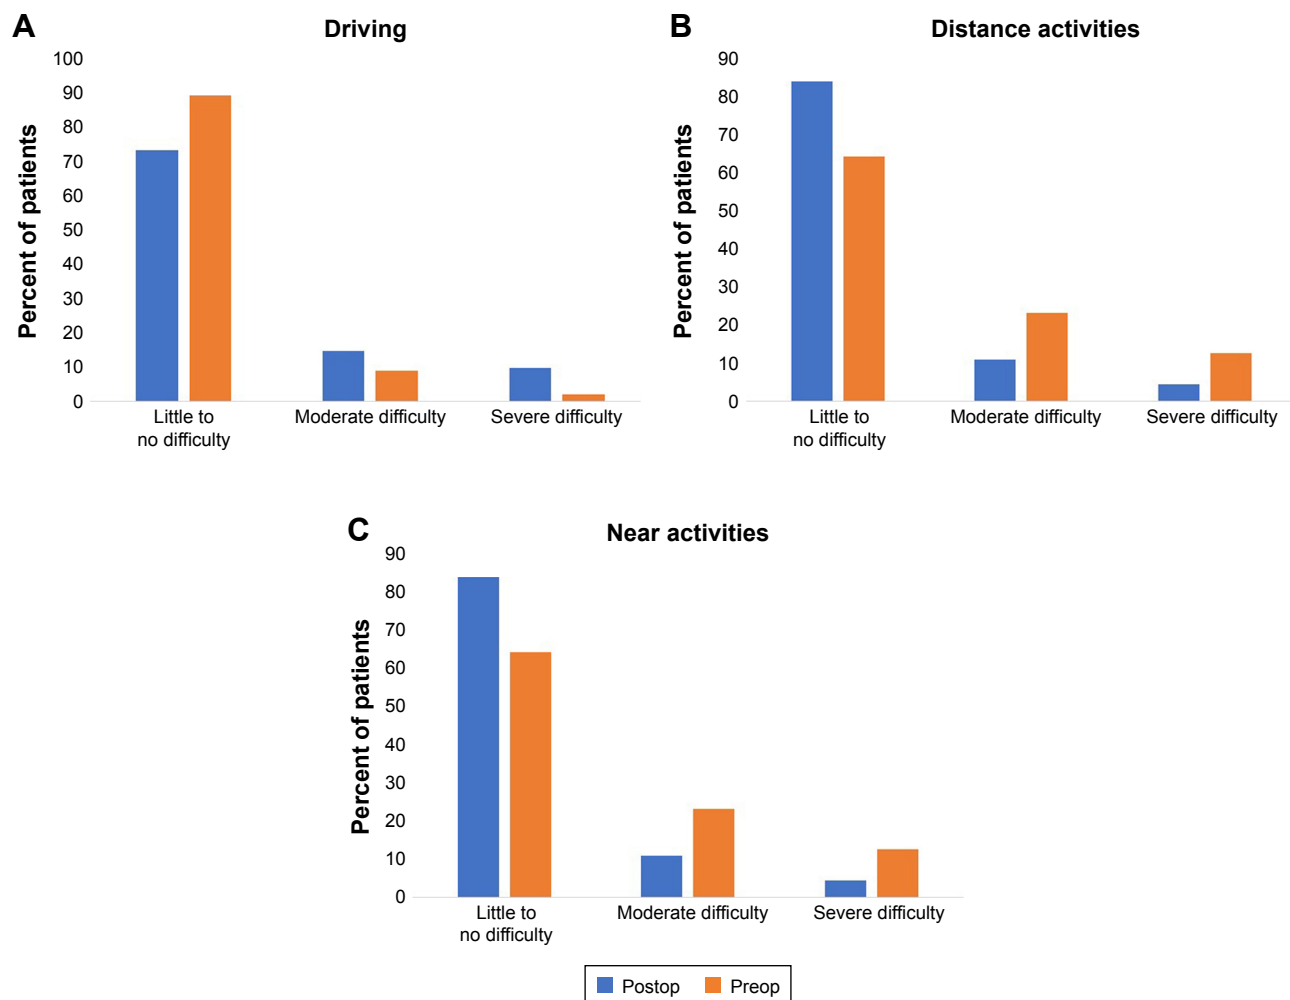 A
Driving
Percent of patients
100
90
80
70
60
50
40
30
20
10
0
Little to
no difficulty
Moderate difficulty
Severe difficulty
B
Distance activities
Percent of patients
90
80
70
60
50
40
30
20
10
0
Little to
no difficulty
Moderate difficulty
Severe difficulty
C
Near activities
Percent of patients
90
80
70
60
50
40
30
20
10
0
Little to
no difficulty
Moderate difficulty
Severe difficulty
Postop
Preop